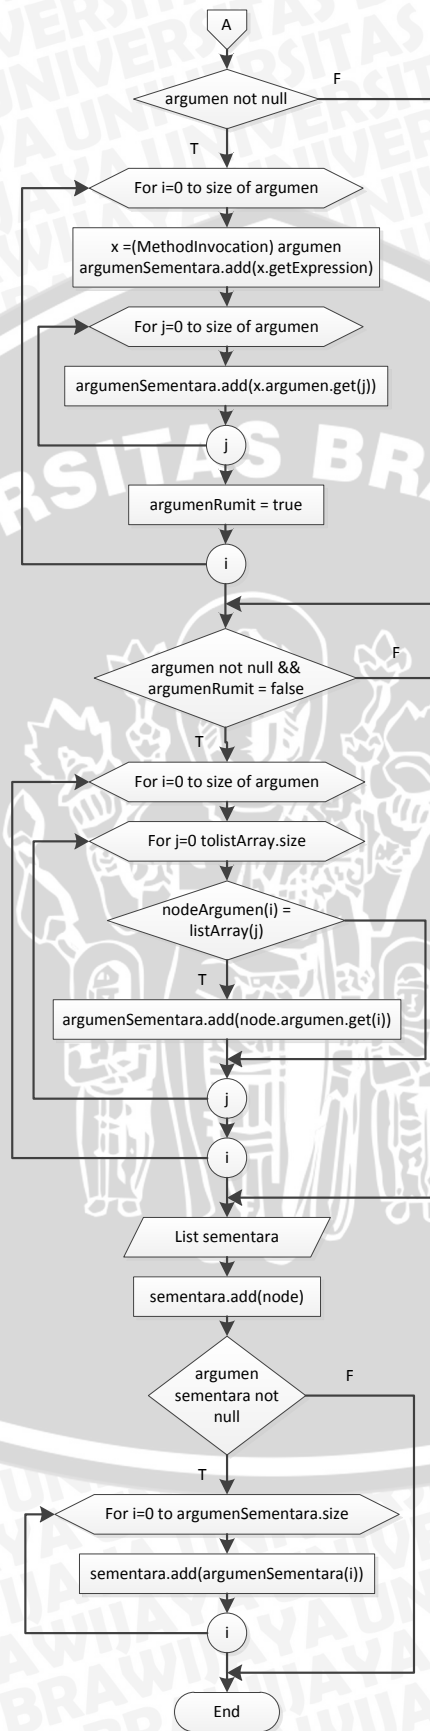 A
argumen not null
F
T
For i=0 to size of argumen
x =(MethodInvocation) argumen
argumenSementara.add(x.getExpression)
For j=0 to size of argumen
argumenSementara.add(x.argumen.get(j))
j
RSITAS BRA
argumenRumit = true
i
argumen not null &&
argumenRumit = false
F
T
For i=0 to size of argumen
For j=0 tolistArray.size
nodeArgumen(i) =
listArray(j)
T
argumenSementara.add(node.argumen.get(i))
j
i
List sementara
sementara.add(node)
argumen
sementara not
null
F
T
For i=0 to argumenSementara.size
sementara.add(argumenSementara(i))
i
End